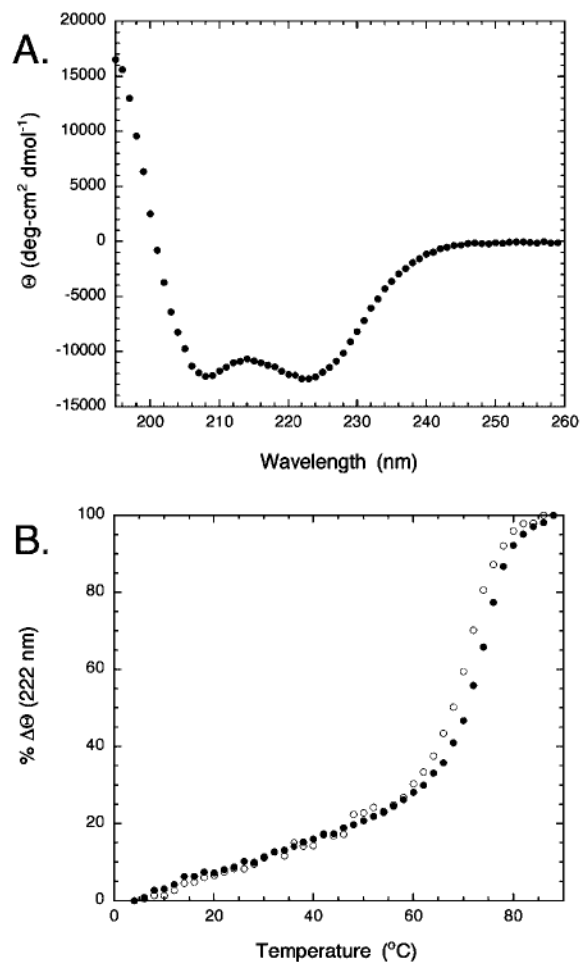 A.
20000
15000
10000
5000
0
-5000
-10000
-15000
Θ (deg-cm² dmol⁻¹)
200 210 220 230 240 250 260
Wavelength (nm)
B.
100
80
60
40
20
0
% ΔΘ (222 nm)
0 20 40 60 80
Temperature (°C)